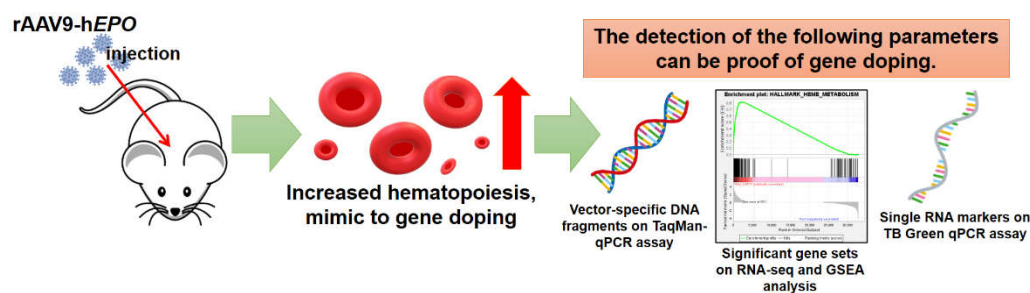 rAAV9-hEPO
injection
Increased hematopoiesis,
mimic to gene doping
The detection of the following parameters
can be proof of gene doping.
Vector-specific DNA
fragments on TaqMan-
qPCR assay
Enrichment plot: HALLMARK_HEME_METABOLISM
Significant gene sets
on RNA-seq and GSEA
analysis
Single RNA markers on
TB Green qPCR assay